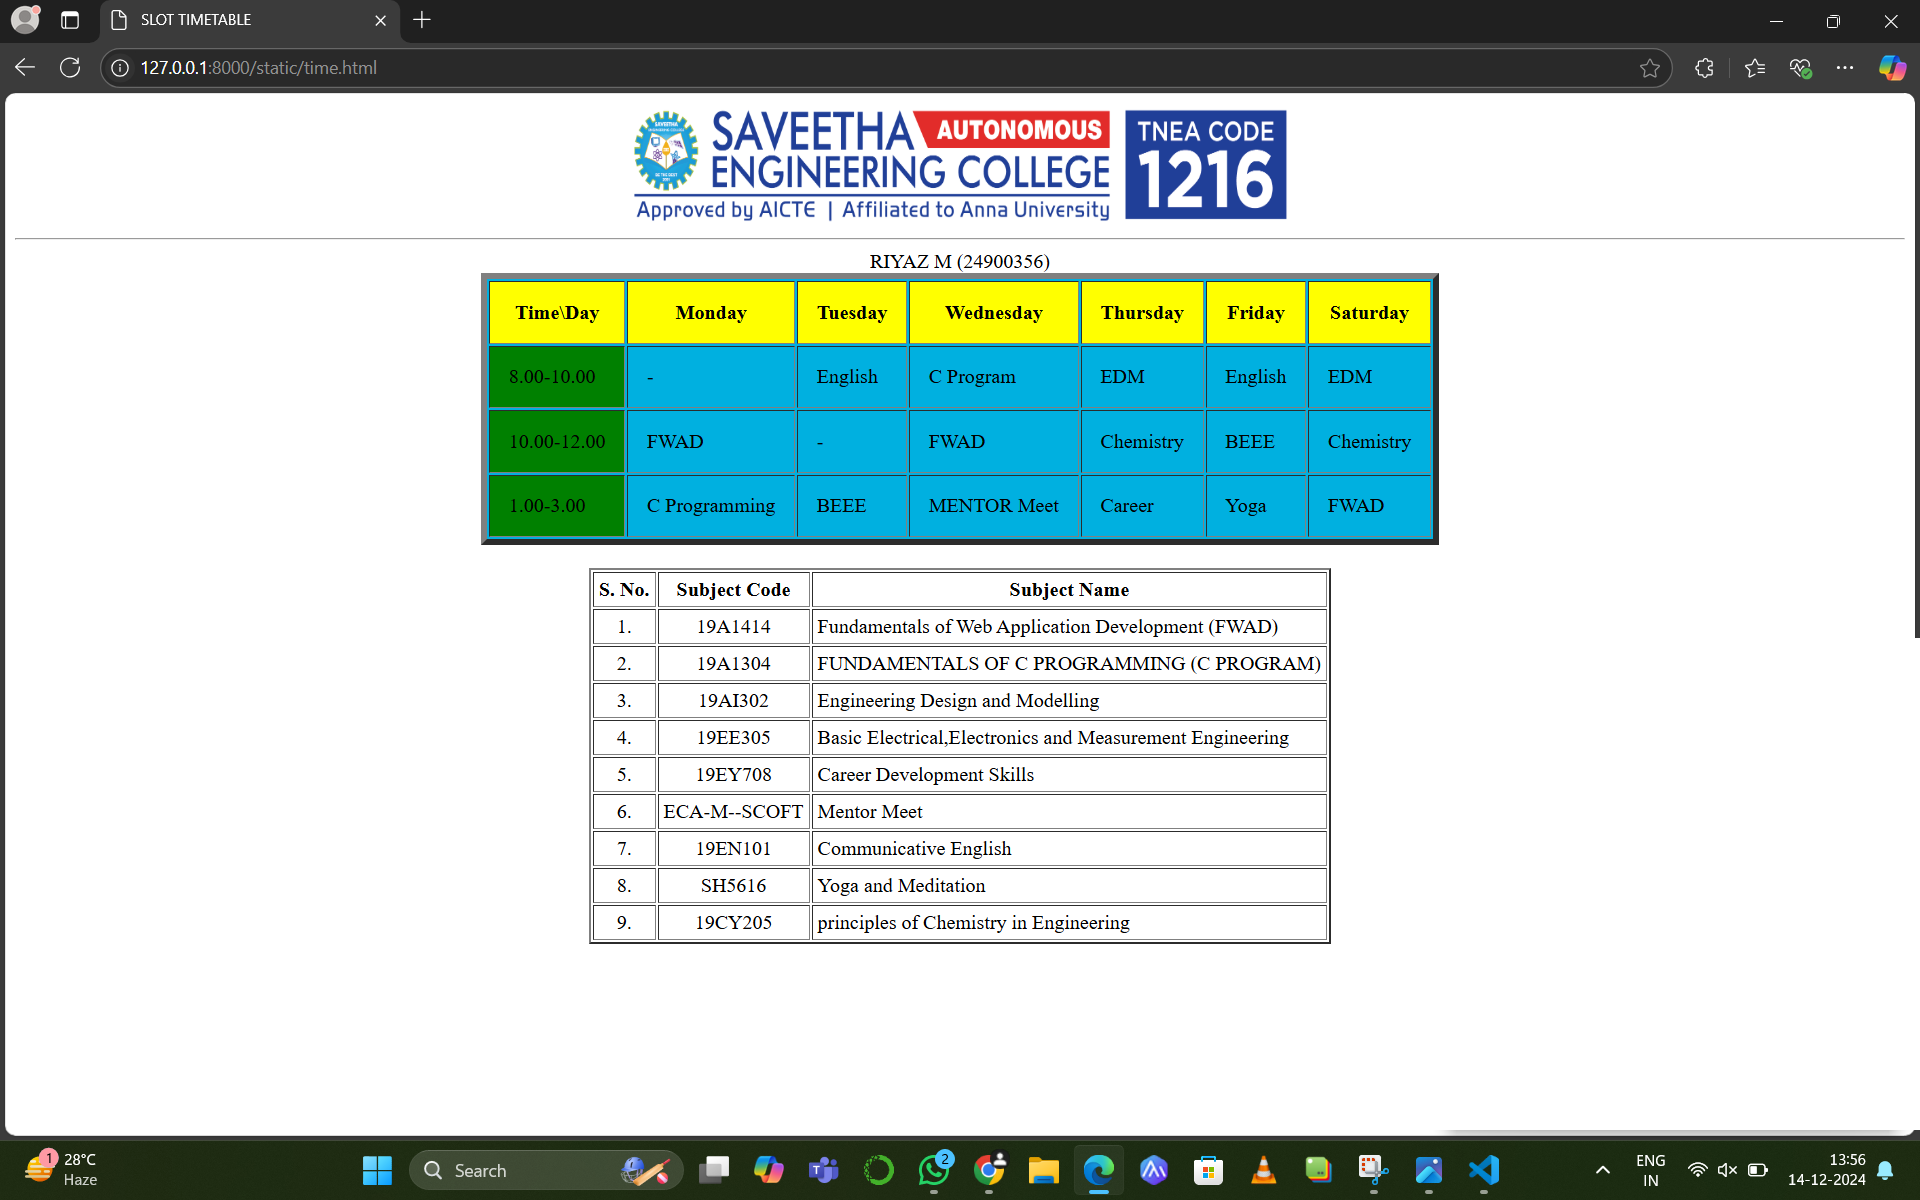 SLOT TIMETABLE
127.0.0.1:8000/static/time.html
SAVEETHA AUTONOMOUS
ENGINEERING COLLEGE
Approved by AICTE | Affiliated to Anna University
TNEA CODE
1216
RIYAZ M (24900356)
Time\Day Monday Tuesday Wednesday Thursday Friday Saturday
8.00-10.00 - English C Program EDM English EDM
10.00-12.00 FWAD - FWAD Chemistry BEEE Chemistry
1.00-3.00 C Programming BEEE MENTOR Meet Career Yoga FWAD
S. No. Subject Code Subject Name
1. 19A1414 Fundamentals of Web Application Development (FWAD)
2. 19A1304 FUNDAMENTALS OF C PROGRAMMING (C PROGRAM)
3. 19AI302 Engineering Design and Modelling
4. 19EE305 Basic Electrical,Electronics and Measurement Engineering
5. 19EY708 Career Development Skills
6. ECA-M--SCOFT Mentor Meet
7. 19EN101 Communicative English
8. SH5616 Yoga and Meditation
9. 19CY205 principles of Chemistry in Engineering
1
28°C
Haze
Search
2
ENG
IN
13:56
14-12-2024